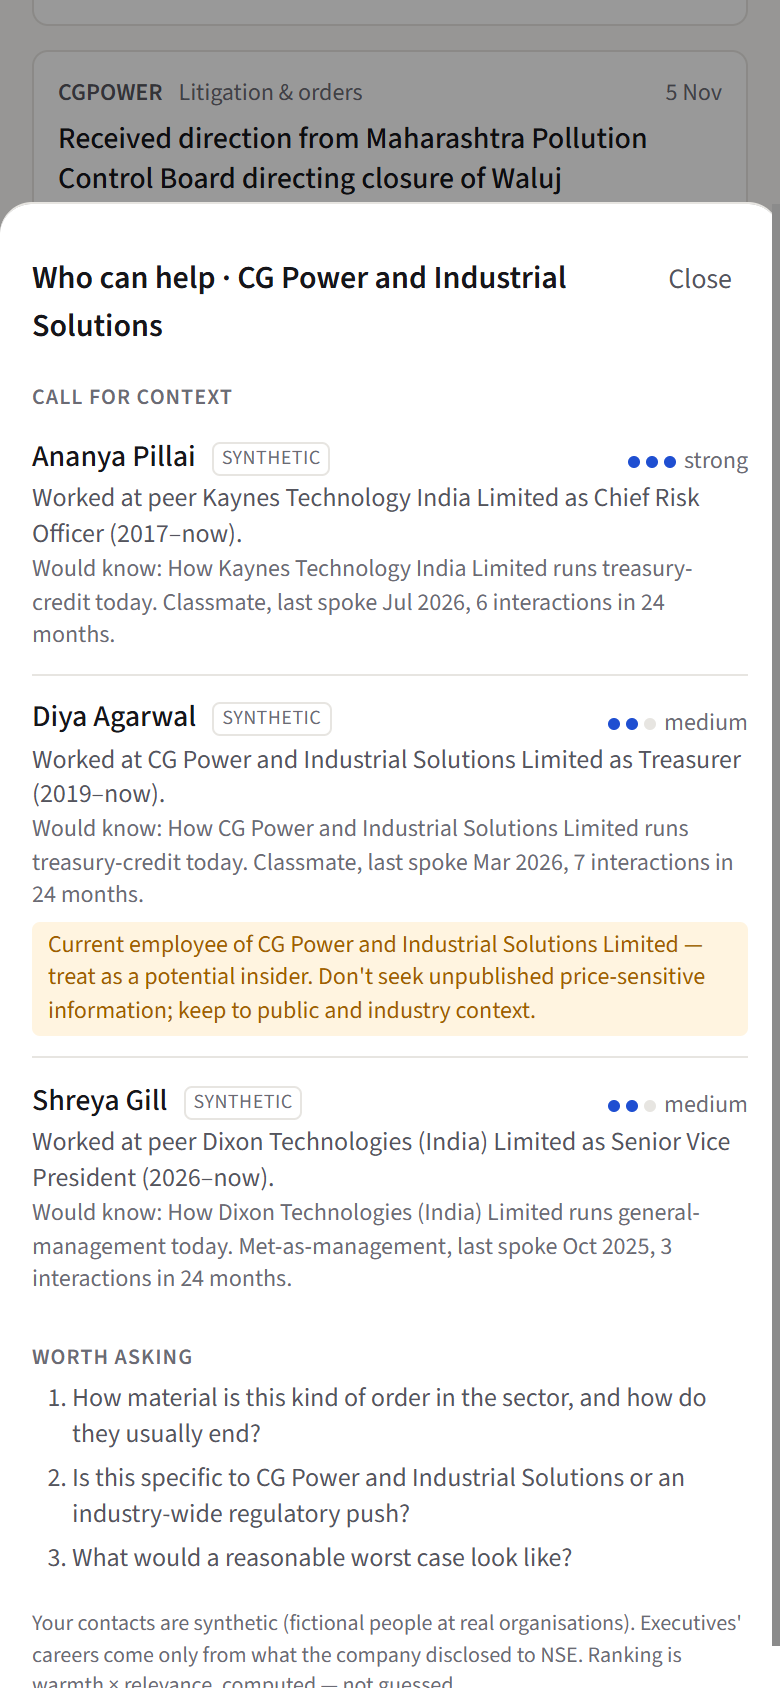 CGPOWER Litigation & orders 5 Nov
Received direction from Maharashtra Pollution
Control Board directing closure of Waluj
Who can help · CG Power and Industrial
Solutions
Close
CALL FOR CONTEXT
Ananya Pillai SYNTHETIC strong
Worked at peer Kaynes Technology India Limited as Chief Risk
Officer (2017–now).
Would know: How Kaynes Technology India Limited runs treasury-
credit today. Classmate, last spoke Jul 2026, 6 interactions in 24
months.
Diya Agarwal SYNTHETIC medium
Worked at CG Power and Industrial Solutions Limited as Treasurer
(2019–now).
Would know: How CG Power and Industrial Solutions Limited runs
treasury-credit today. Classmate, last spoke Mar 2026, 7 interactions in
24 months.
Current employee of CG Power and Industrial Solutions Limited —
treat as a potential insider. Don't seek unpublished price-sensitive
information; keep to public and industry context.
Shreya Gill SYNTHETIC medium
Worked at peer Dixon Technologies (India) Limited as Senior Vice
President (2026–now).
Would know: How Dixon Technologies (India) Limited runs general-
management today. Met-as-management, last spoke Oct 2025, 3
interactions in 24 months.
WORTH ASKING
1. How material is this kind of order in the sector, and how do
they usually end?
2. Is this specific to CG Power and Industrial Solutions or an
industry-wide regulatory push?
3. What would a reasonable worst case look like?
Your contacts are synthetic (fictional people at real organisations). Executives'
careers come only from what the company disclosed to NSE. Ranking is
warmth × relevance, computed — not guessed.